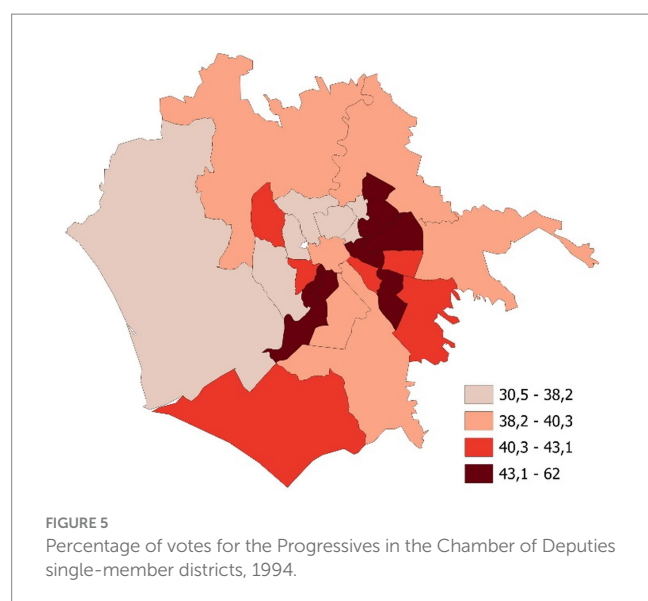 30,5 - 38,2
38,2 - 40,3
40,3 - 43,1
43,1 - 62
FIGURE 5
Percentage of votes for the Progressives in the Chamber of Deputies
single-member districts, 1994.